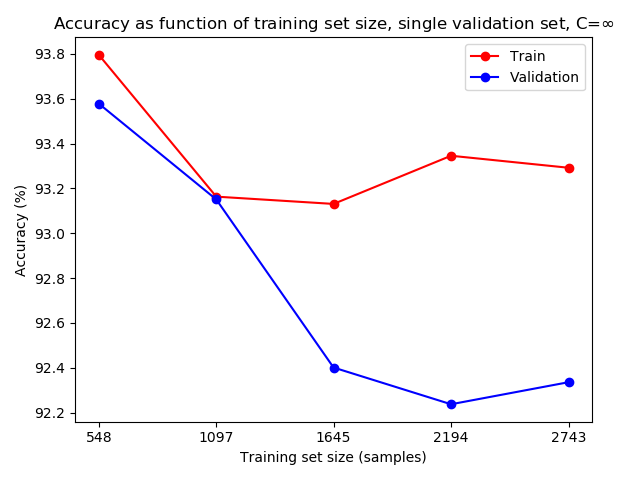 Accuracy as function of training set size, single validation set, C=∞
Train
Validation
93.8
93.6
93.4
93.2
93.0
92.8
92.6
92.4
92.2
Accuracy (%)
548 1097 1645 2194 2743
Training set size (samples)